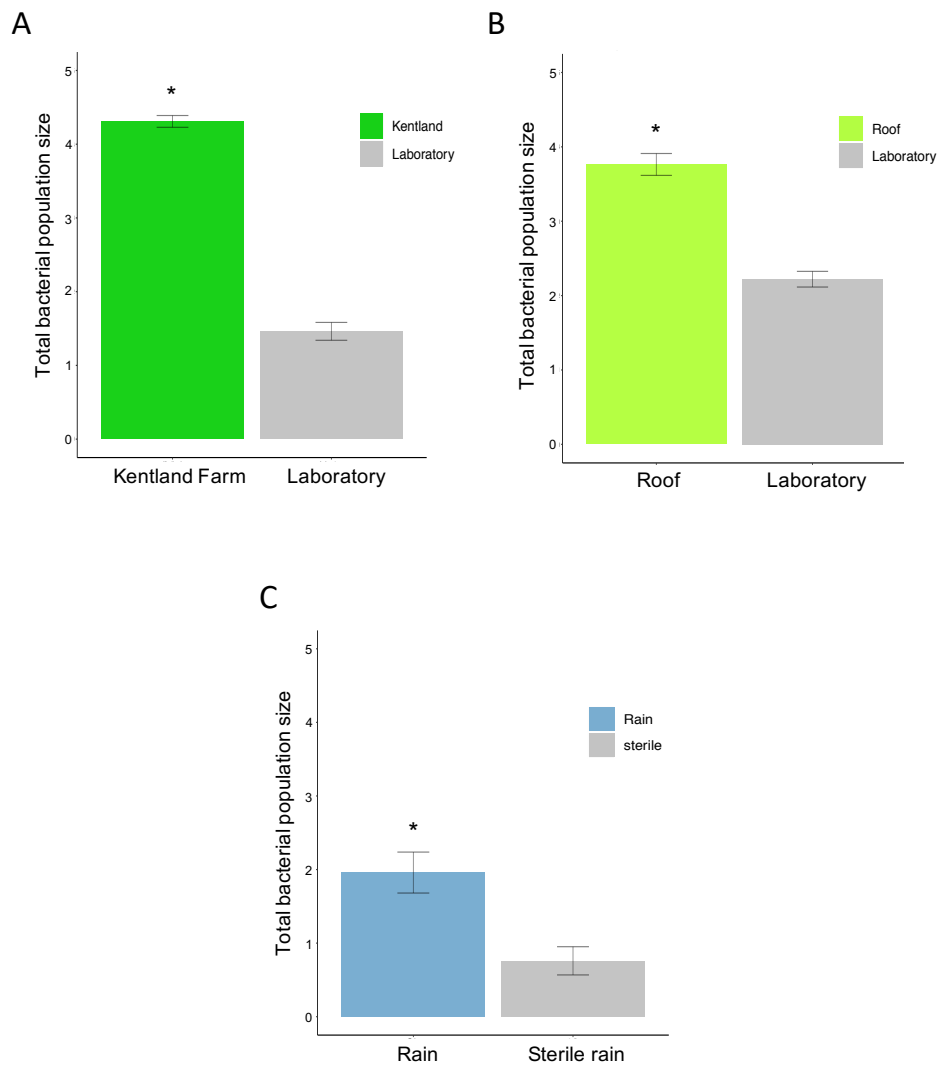 A
Total bacterial population size
5
4
3
2
1
0
*
Kentland
Laboratory
Kentland Farm
Laboratory
B
Total bacterial population size
5
4
3
2
1
0
*
Roof
Laboratory
Roof
Laboratory
C
Total bacterial population size
5
4
3
2
1
0
*
Rain
sterile
Rain
Sterile rain